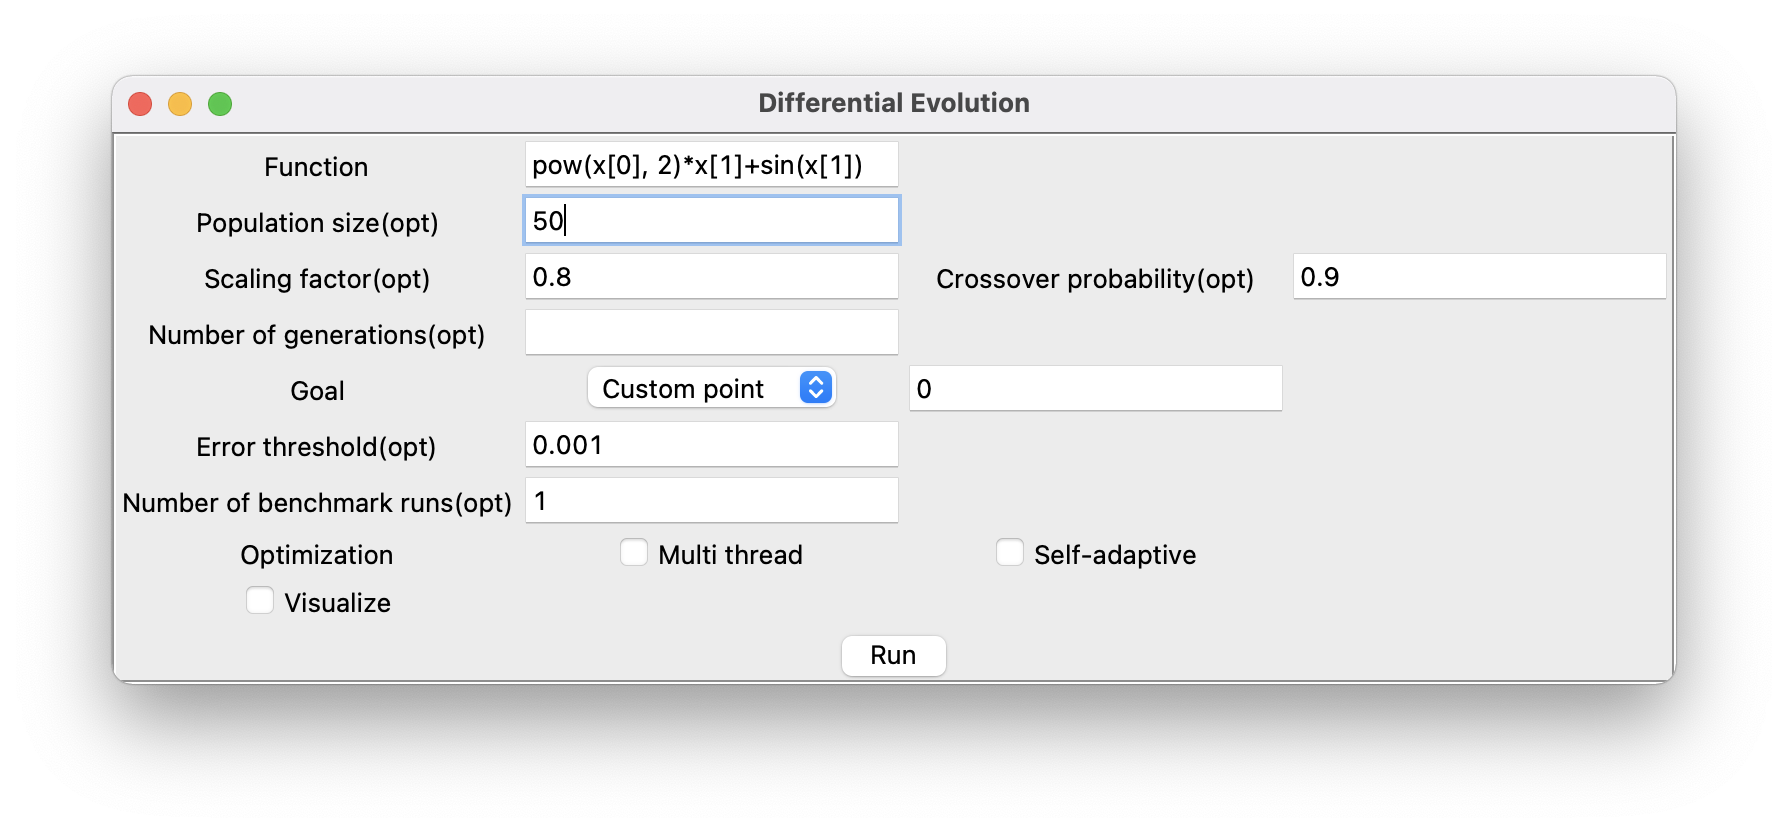 Differential Evolution
Function pow(x[0], 2)*x[1]+sin(x[1])
Population size(opt) 50
Scaling factor(opt) 0.8 Crossover probability(opt) 0.9
Number of generations(opt)
Goal Custom point 0
Error threshold(opt) 0.001
Number of benchmark runs(opt) 1
Optimization Multi thread Self-adaptive
Visualize
Run